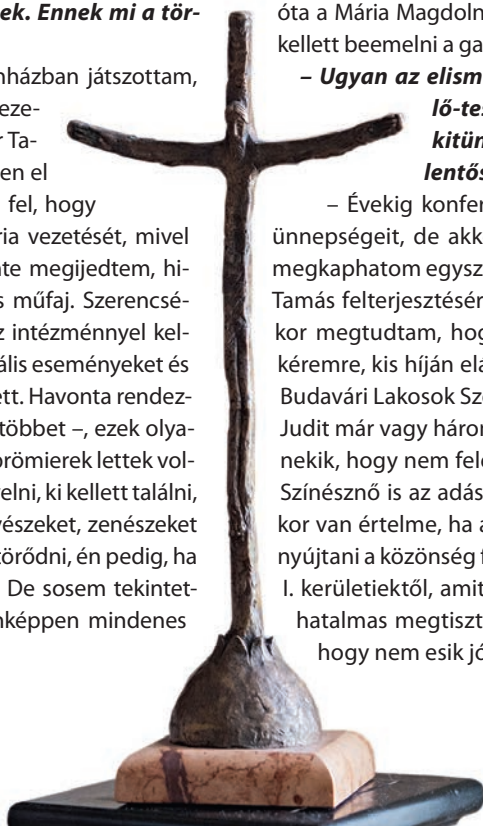 ek. Ennek mi a tör-
nházban játszottam,
eze-
r Ta-
en el
fel, hogy
ria vezetését, mivel
nte megijedtem, hi-
s műfaj. Szerencsé-
z intézménnyel kel-
ális eseményeket és
ett. Havonta rendez-
többet –, ezek olya-
prömierek lettek vol-
elni, ki kellett találni,
vészeket, zenészeket
törődni, én pedig, ha
De sosem tekintet-
nképpen mindenes
óta a Mária Magdoln
kellett beemelni a ga
– Ugyan az elism
lő-tes
kitün
lentős
– Évekig konfer
ünnepségeit, de akk
megkaphatom egysz
Tamás felterjesztésér
kor megtudtam, hog
kéremre, kis híján elá
Budavári Lakosok Sze
Judit már vagy háron
nekik, hogy nem fele
Színésznő is az adás
kor van értelme, ha a
nyújtani a közönség f
I. kerületiektől, amit
hatalmas megtiszt
hogy nem esik jó